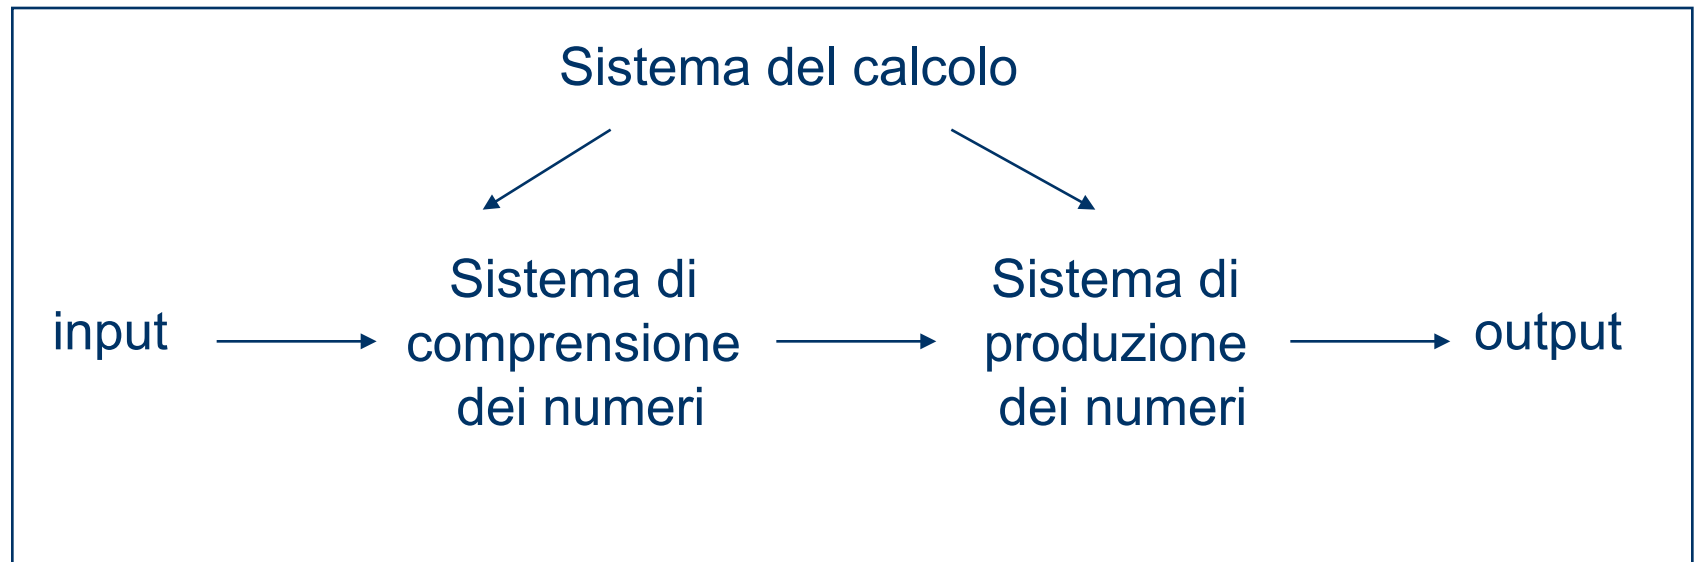 Sistema del calcolo
input
Sistema di
comprensione
dei numeri
Sistema di
produzione
dei numeri
output